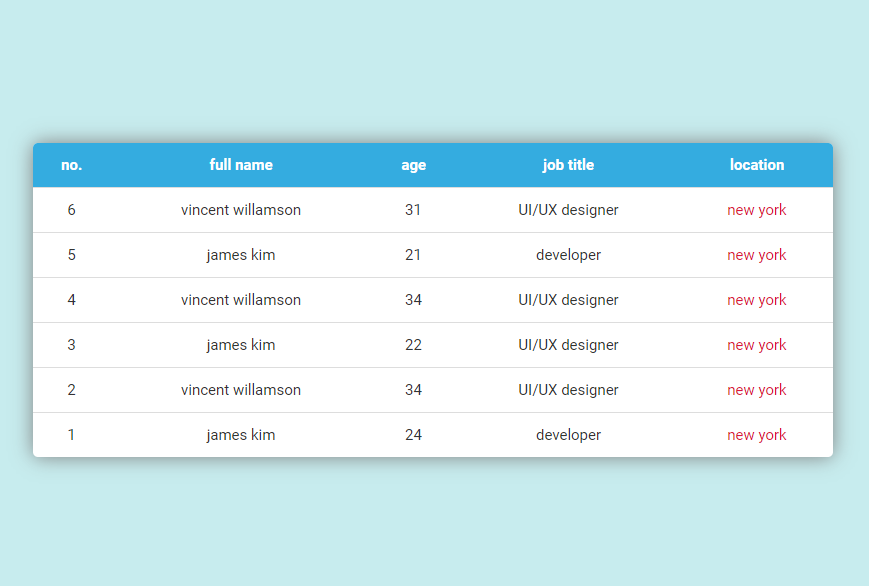 no. full name age job title location
6 vincent willamson 31 UI/UX designer new york
5 james kim 21 developer new york
4 vincent willamson 34 UI/UX designer new york
3 james kim 22 UI/UX designer new york
2 vincent willamson 34 UI/UX designer new york
1 james kim 24 developer new york